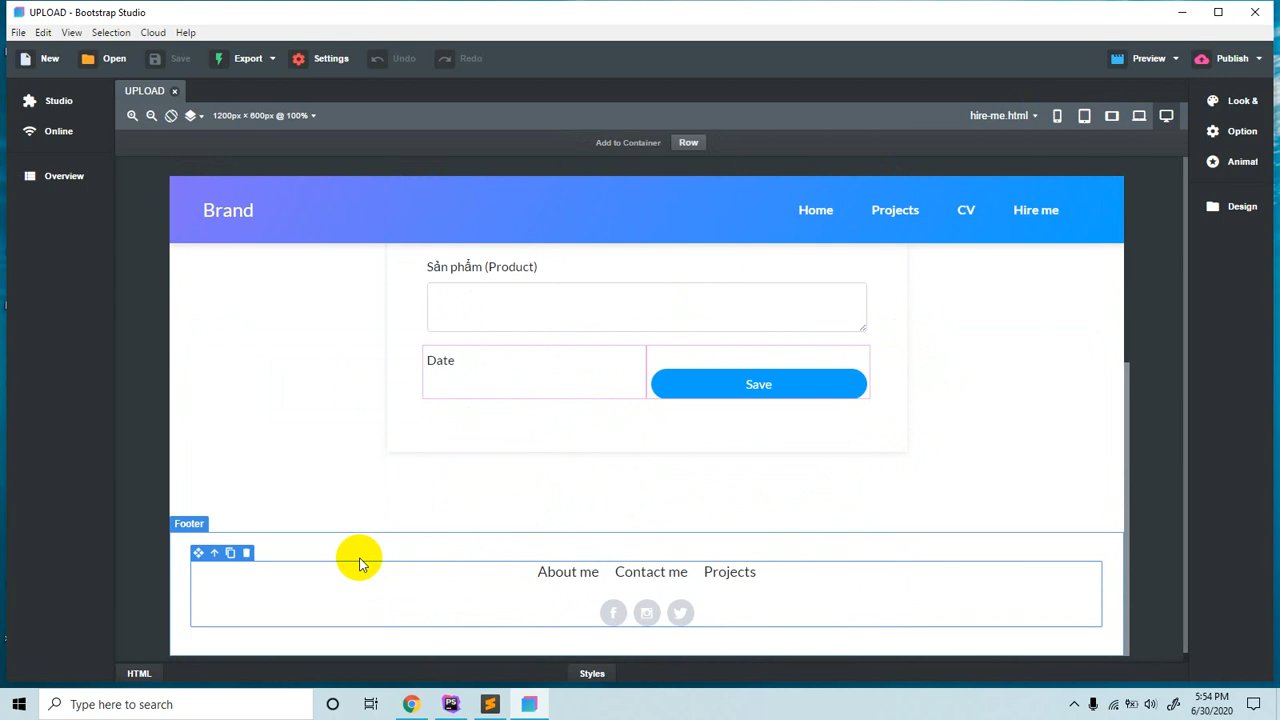 UPLOAD - Bootstrap Studio
File Edit View Selection Cloud Help
New Open Save Export Settings Undo Redo Preview Publish
UPLOAD
Studio
Online
Overview
1200px × 600px @ 100%
hire-me.html
Add to Container Row
Look &
Option
Animat
Design
Brand Home Projects CV Hire me
Sản phẩm (Product)
Date
Save
Footer
About me Contact me Projects
HTML Styles
Type here to search
PS
5:54 PM
6/30/2020